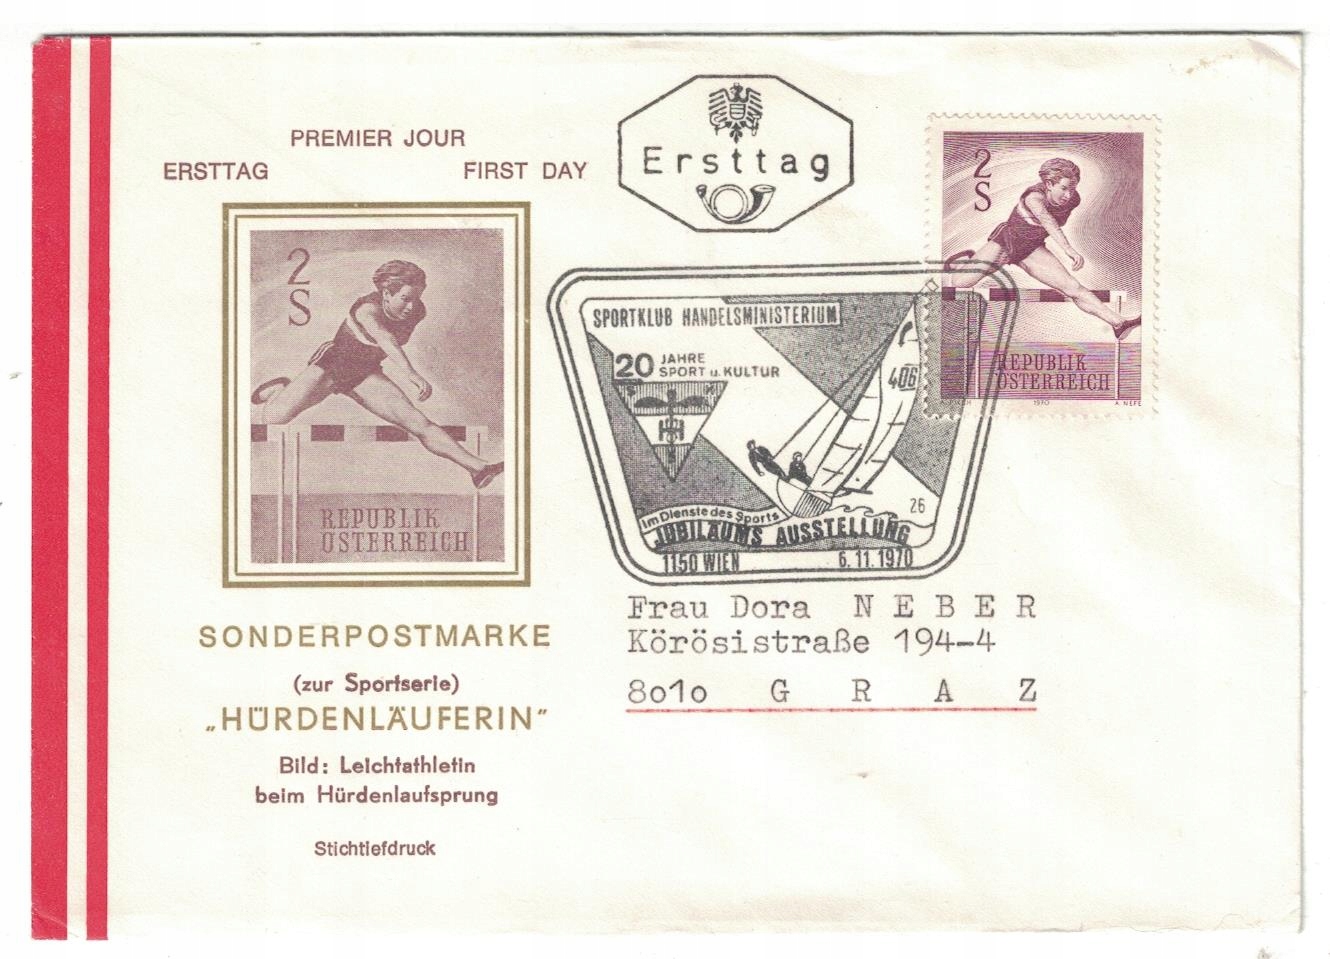 PREMIER JOUR
ERSTTAG FIRST DAY
2
S
REPUBLIK
ÖSTERREICH
SONDERPOSTMARKE
(zur Sportserie)
„HÜRDENLÄUFERIN“
Bild: Leichtathletin
beim Hürdenlaufsprung
Stichtiefdruck
Ersttag
2
S
REPUBLIK
ÖSTERREICH
1970 A. NEFE
SPORTKLUB HANDELSMINISTERIUM
20 JAHRE
SPORT u. KULTUR
406
26
Im Dienste des Sports
JUBILÄUMS AUSSTELLUNG
1150 WIEN 6.11.1970
Frau Dora N E B E R
Körösistraße 194-4
8010 G R A Z